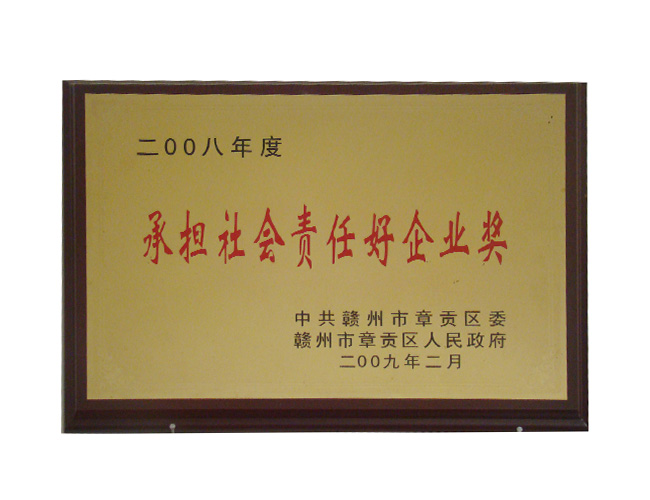 二00八年度
承担社会责任好企业奖
中共赣州市章贡区委
赣州市章贡区人民政府
二00九年二月